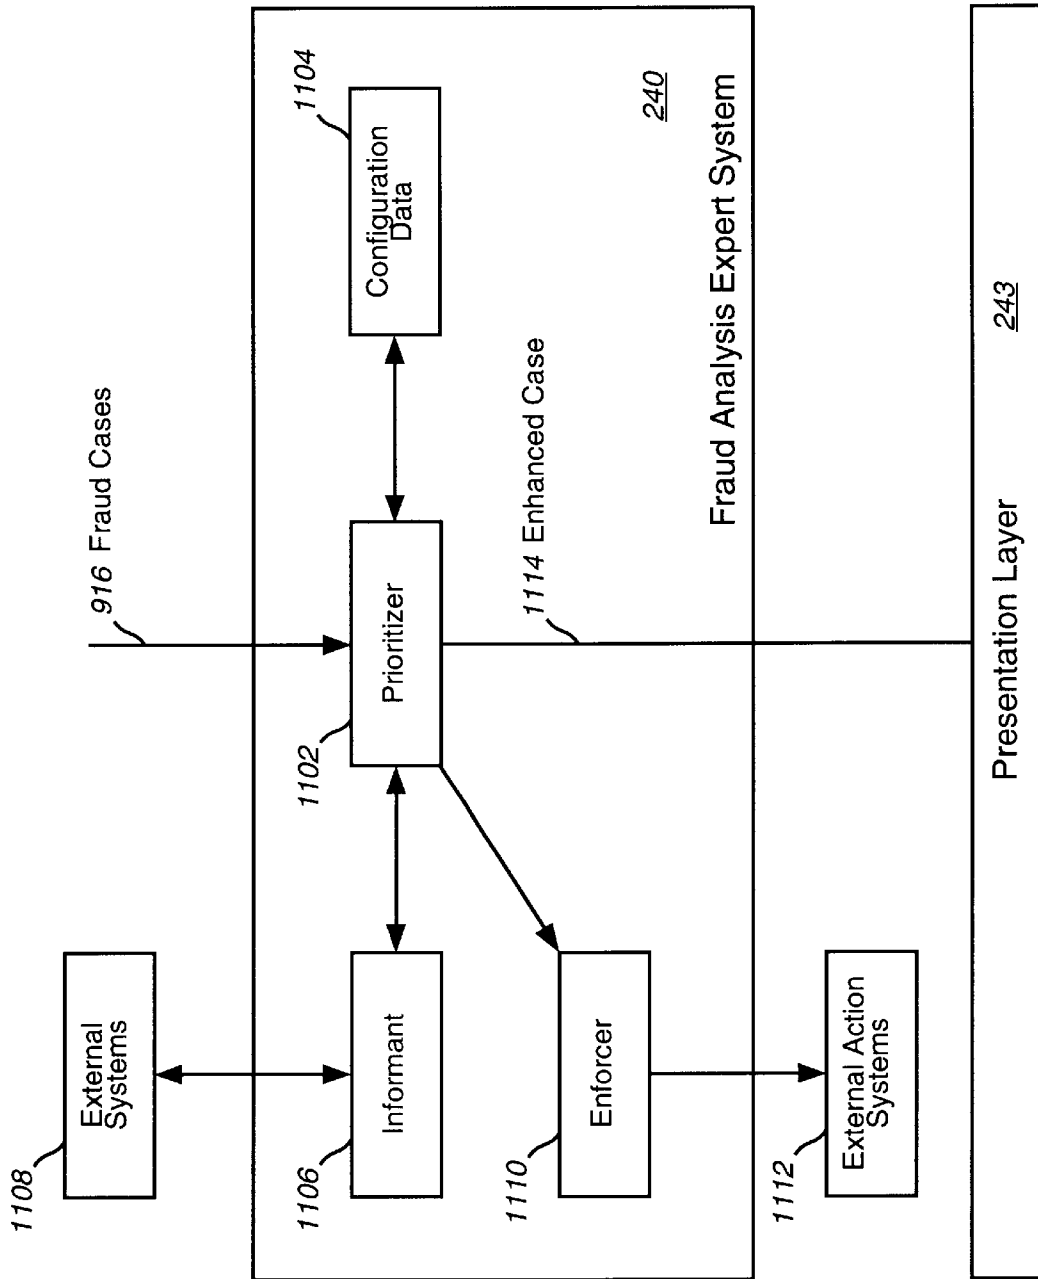 1108
External
Systems
916 Fraud Cases
1106
1102
1104
Informant
Prioritizer
Configuration
Data
1110
1114 Enhanced Case
Enforcer
240
Fraud Analysis Expert System
1112
External Action
Systems
Presentation Layer
243